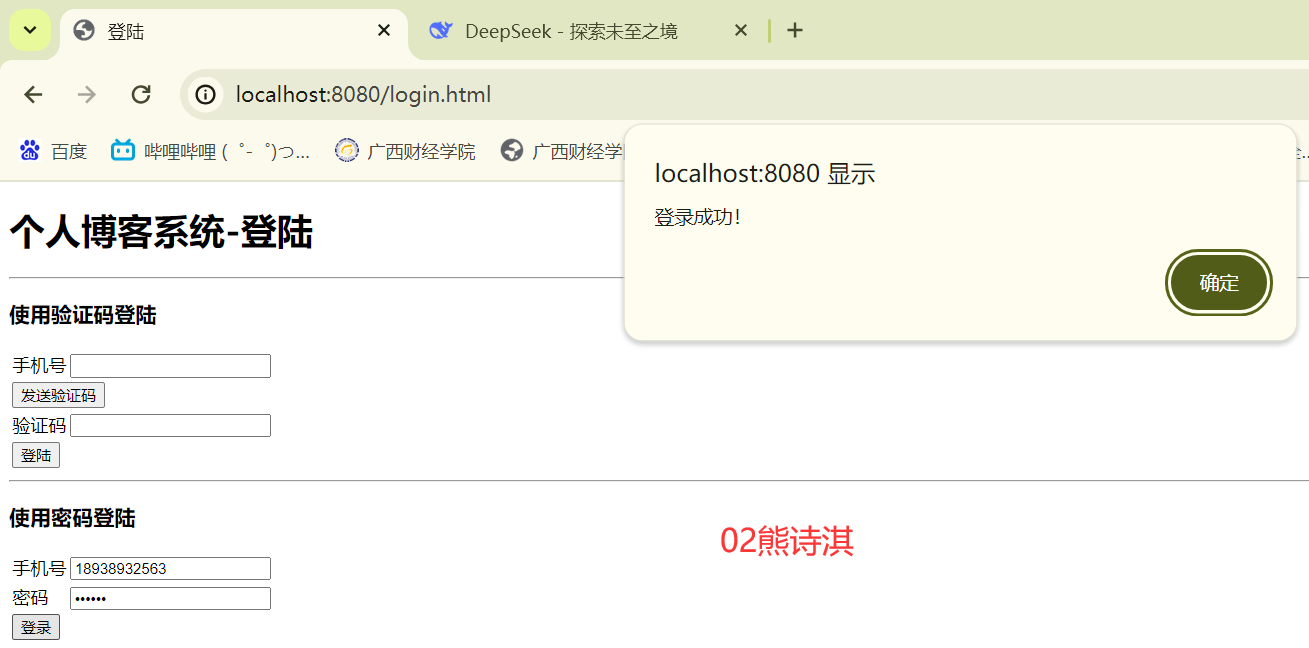 登陆
DeepSeek - 探索未至之境
localhost:8080/login.html
百度
哔哩哔哩 (゜-゜)つ...
广西财经学院
广西财经学
localhost:8080 显示
登录成功！
确定
个人博客系统-登陆
使用验证码登陆
手机号
发送验证码
验证码
登陆
使用密码登陆
02熊诗淇
手机号 18938932563
密码 ••••••
登录